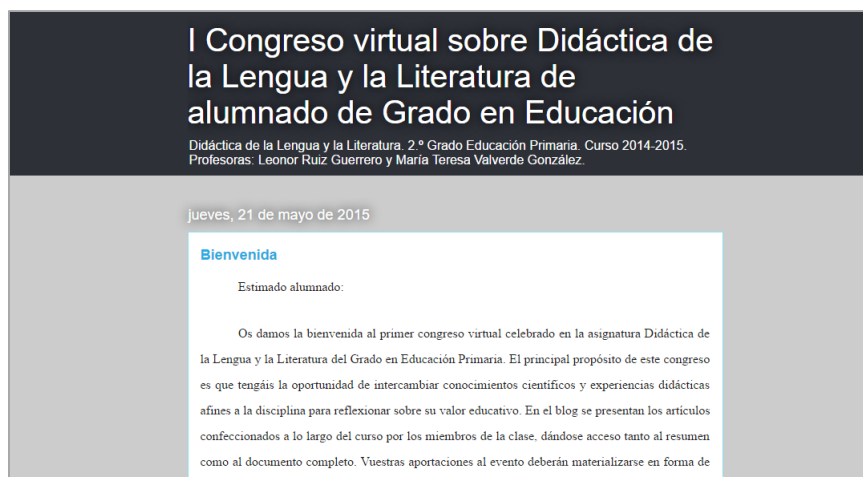 I Congreso virtual sobre Didáctica de
la Lengua y la Literatura de
alumnado de Grado en Educación
Didáctica de la Lengua y la Literatura. 2.º Grado Educación Primaria. Curso 2014-2015.
Profesoras: Leonor Ruiz Guerrero y María Teresa Valverde González.
jueves, 21 de mayo de 2015
Bienvenida
Estimado alumnado:
Os damos la bienvenida al primer congreso virtual celebrado en la asignatura Didáctica de
la Lengua y la Literatura del Grado en Educación Primaria. El principal propósito de este congreso
es que tengáis la oportunidad de intercambiar conocimientos científicos y experiencias didácticas
afines a la disciplina para reflexionar sobre su valor educativo. En el blog se presentan los artículos
confeccionados a lo largo del curso por los miembros de la clase, dándose acceso tanto al resumen
como al documento completo. Vuestras aportaciones al evento deberán materializarse en forma de